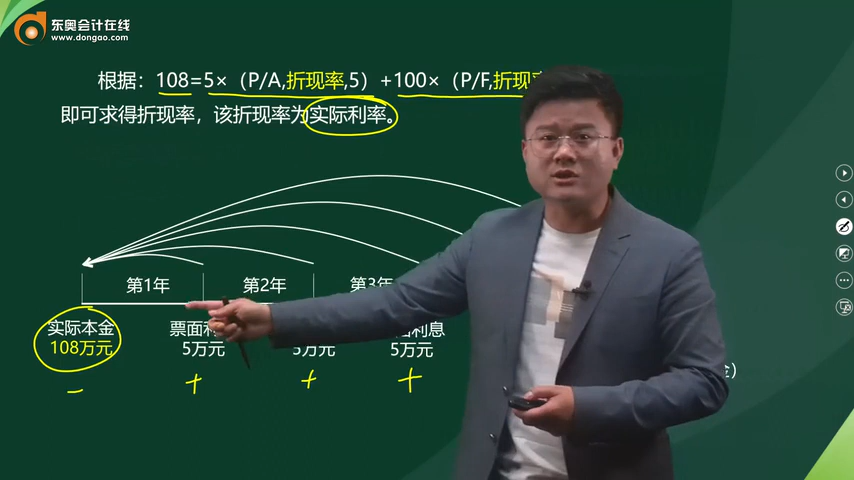 东奥会计在线
www.dongao.com
根据：108=5×（P/A,折现率,5）+100×（P/F,折现
即可求得折现率，该折现率为实际利率。
第1年 第2年 第3年
实际本金 票面利 利息
108万元 5万元 5万元 5万元
- + + +